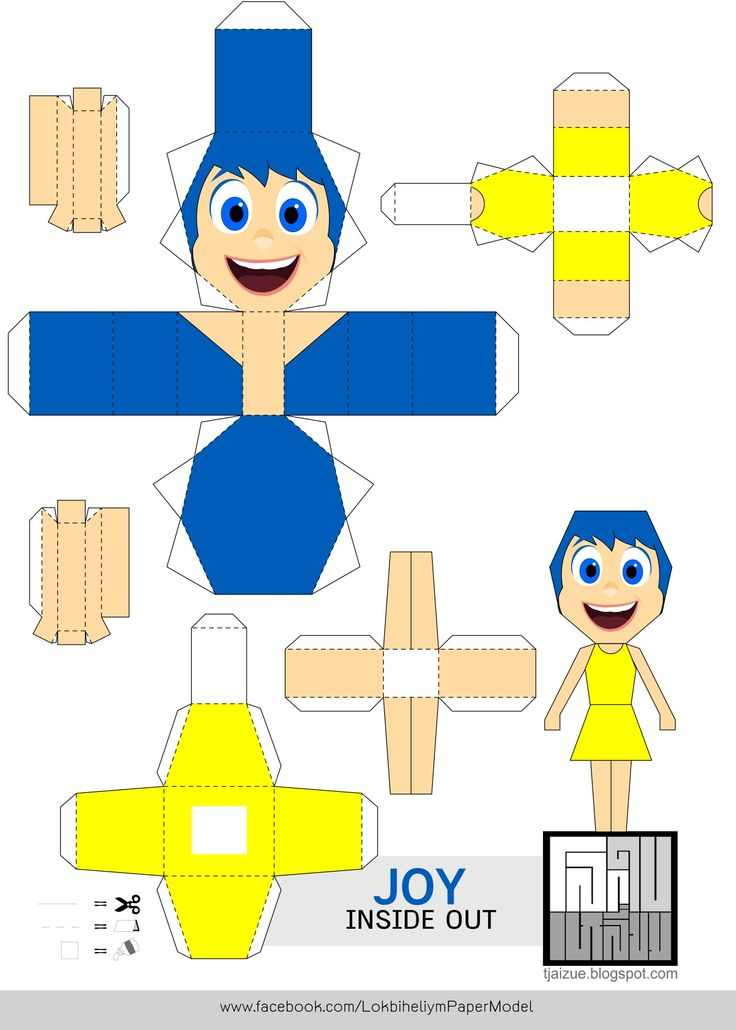 JOY
INSIDE OUT
=
=
=
tjaizue.blogspot.com
www.facebook.com/LokbiheliymPaperModel